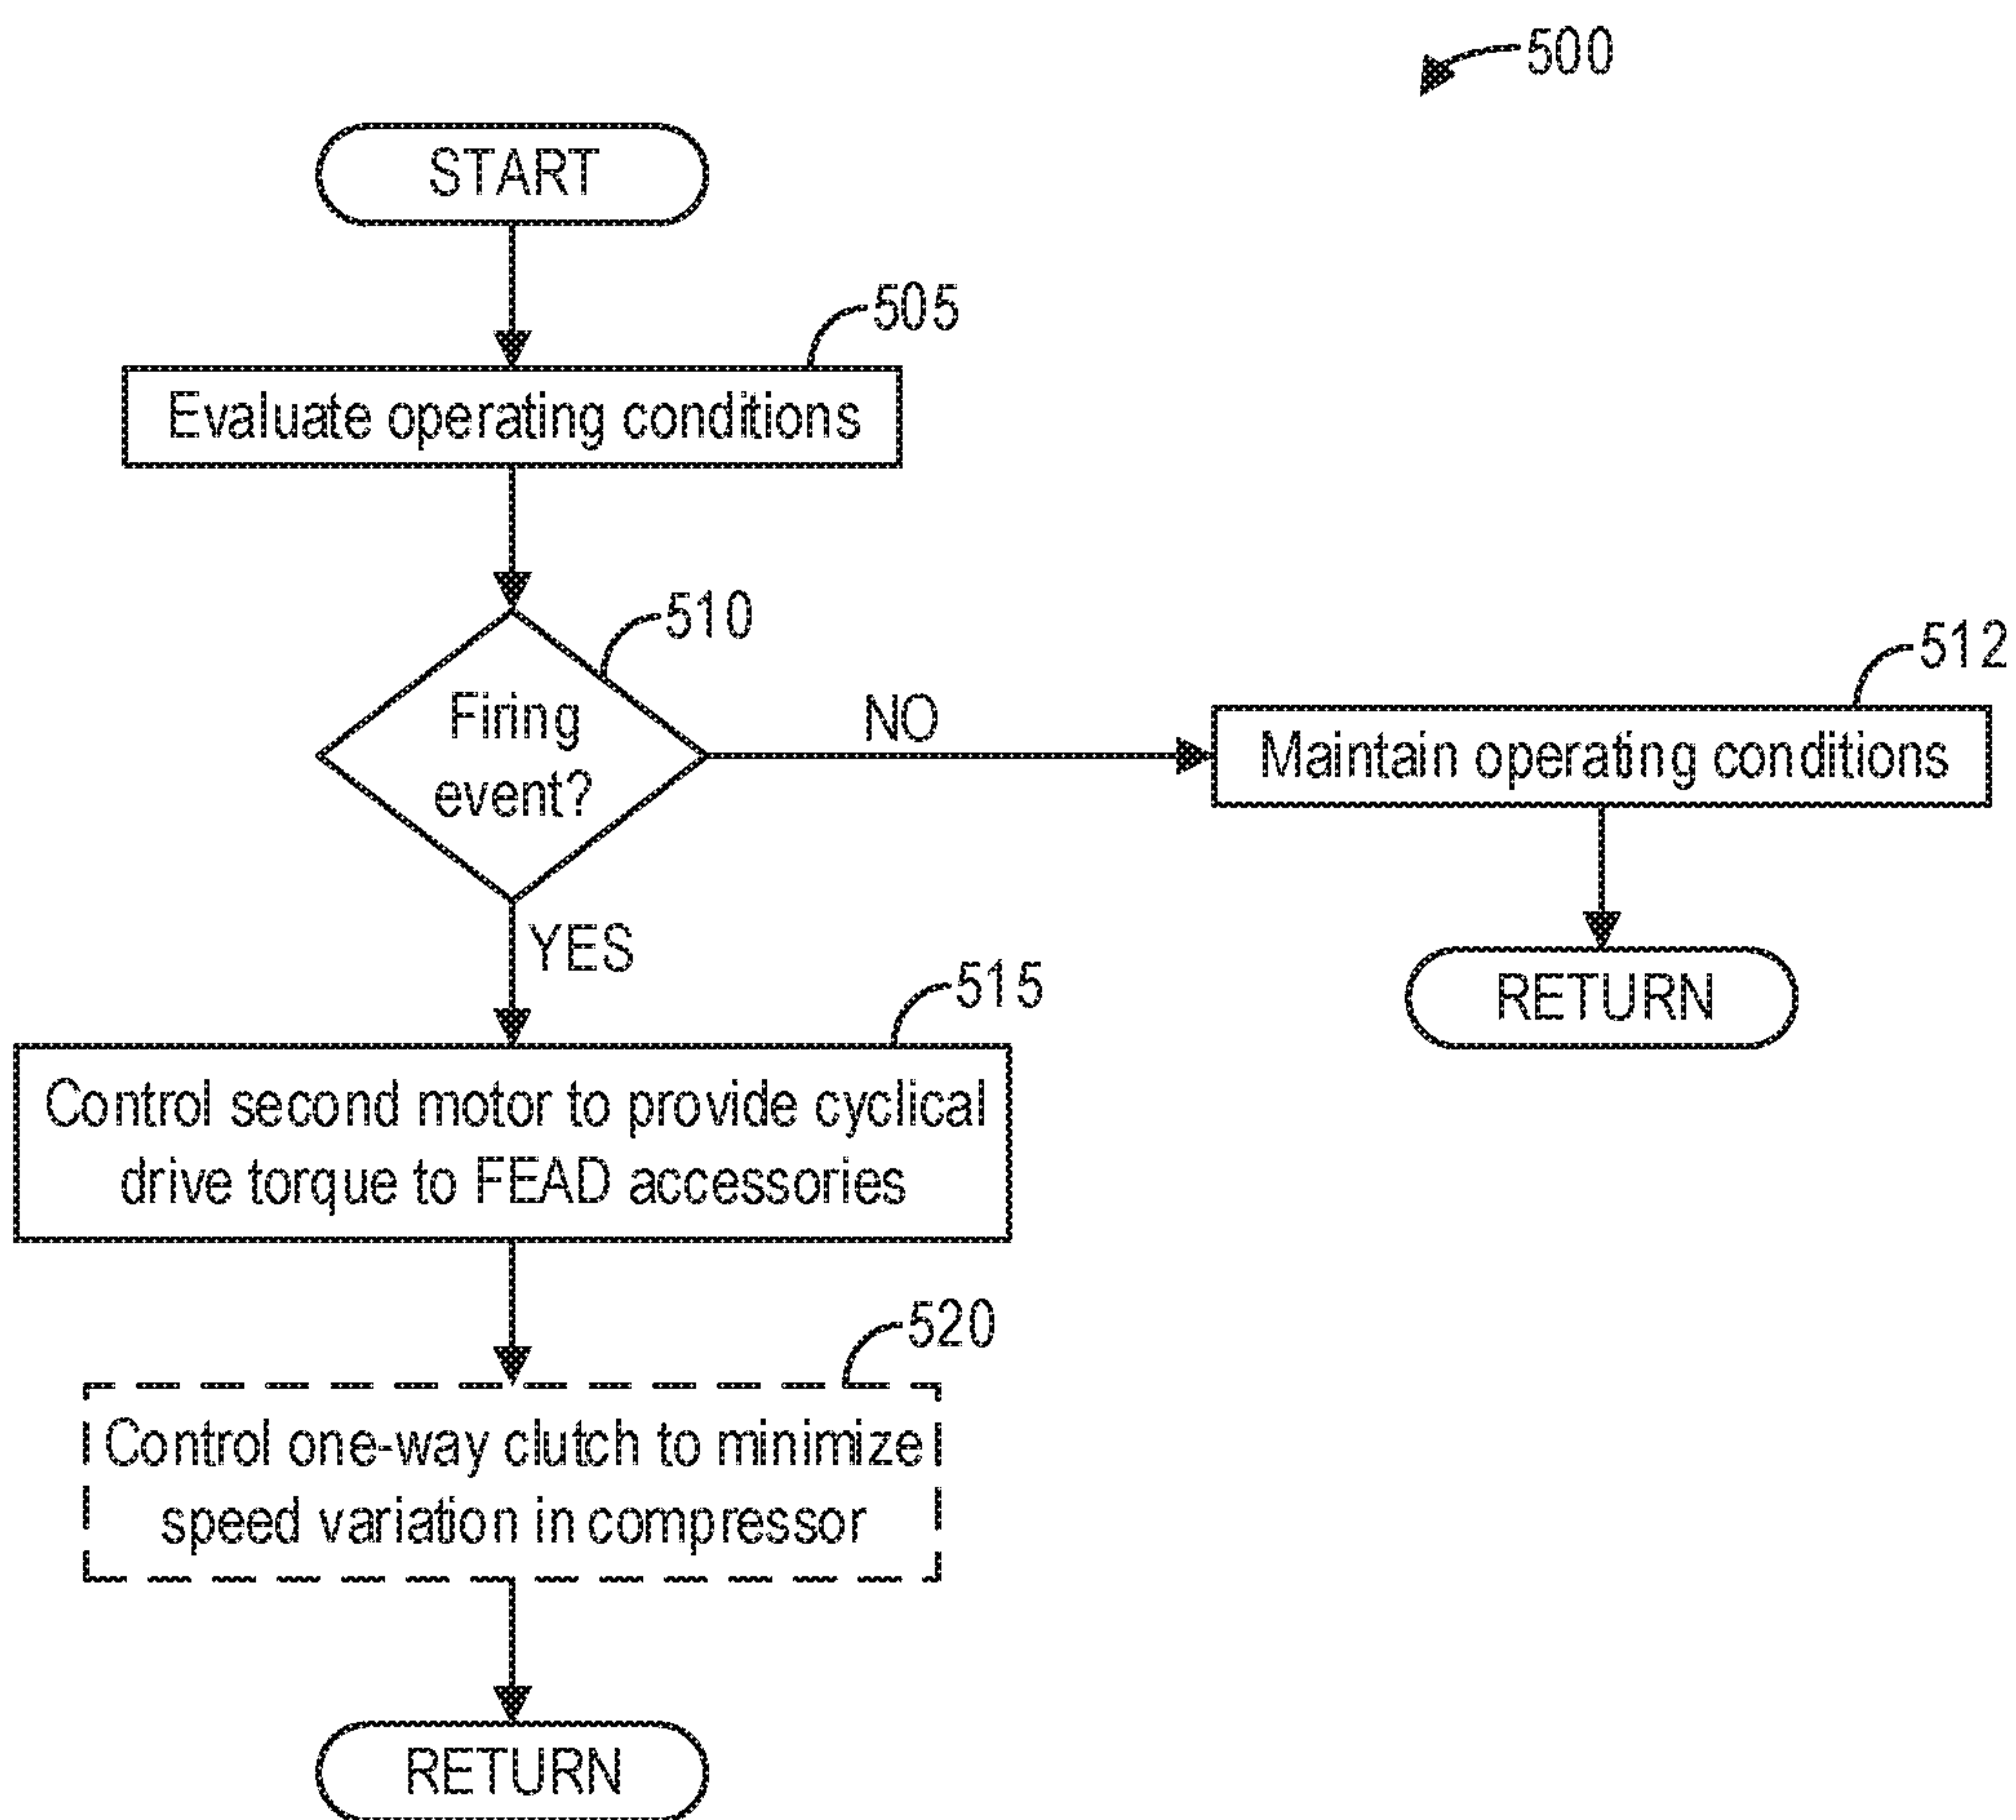 500
START
505
Evaluate operating conditions
510
Firing
event?
NO
512
Maintain operating conditions
YES
RETURN
515
Control second motor to provide cyclical
drive torque to FEAD accessories
520
Control one-way clutch to minimize
speed variation in compressor
RETURN